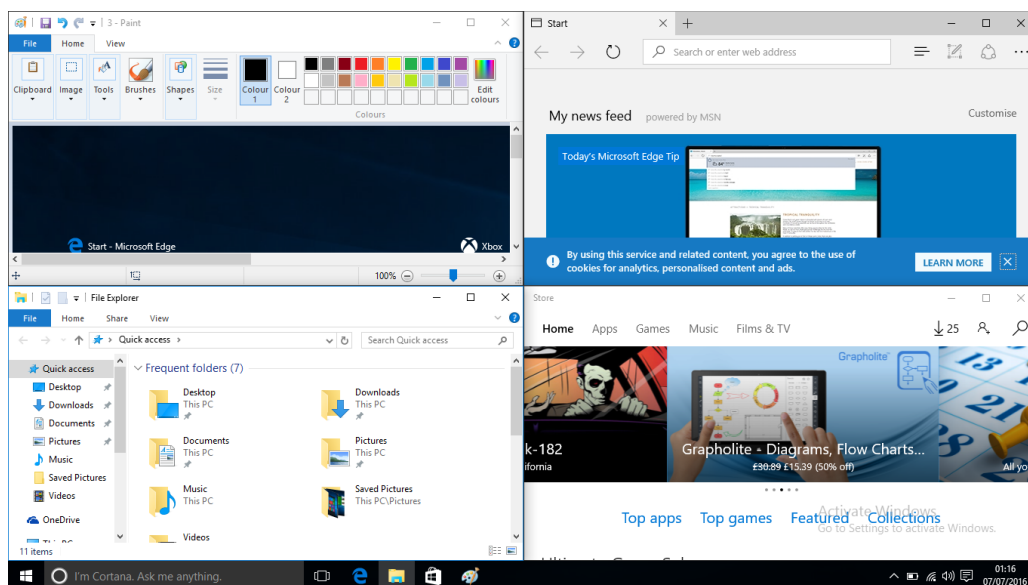 3 - Paint
File Home View
Clipboard Image Tools Brushes Shapes Size Colour 1 Colour 2 Edit colours
Colours
Start - Microsoft Edge Xbox
100%
Start
Search or enter web address
My news feed powered by MSN Customise
Today's Microsoft Edge Tip
By using this service and related content, you agree to the use of
cookies for analytics, personalised content and ads.
LEARN MORE
File Explorer
File Home Share View
Quick access
Search Quick access
Quick access
Desktop
Downloads
Documents
Pictures
Music
Saved Pictures
Videos
OneDrive
This PC
11 items
Frequent folders (7)
Desktop
This PC
Downloads
This PC
Documents
This PC
Pictures
This PC
Music
This PC
Saved Pictures
This PC\Pictures
Videos
Store
Home Apps Games Music Films & TV 25
Grapholite
k-182
ifornia
Grapholite - Diagrams, Flow Charts...
£30.89 £15.39 (50% off)
13
21
28
All yo
Top apps Top games Featured Collections
Activate Windows
Go to Settings to activate Windows.
I'm Cortana. Ask me anything.
01:16
07/07/2016